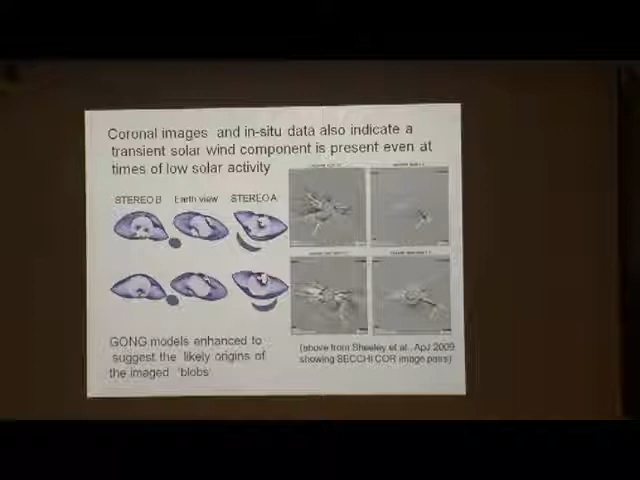 Coronal images and in-situ data also indicate a
transient solar wind component is present even at
times of low solar activity
STEREO B Earth view STEREO A
GONG models enhanced to
suggest the likely origins of
the imaged 'blobs'
(above from Sheeley et al., ApJ 2009
showing SECCHI COR image pairs)